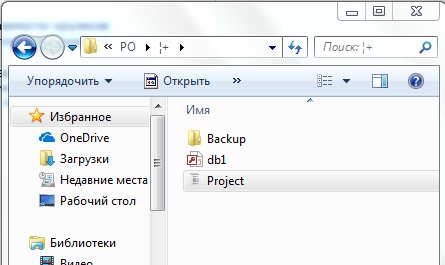 « РО ▸ ¦+ ▸
Поиск: ¦+
Упорядочить ▾ Открыть »
Избранное
OneDrive
Загрузки
Недавние места
Рабочий стол
Библиотеки
Видео
Имя
Backup
db1
Project